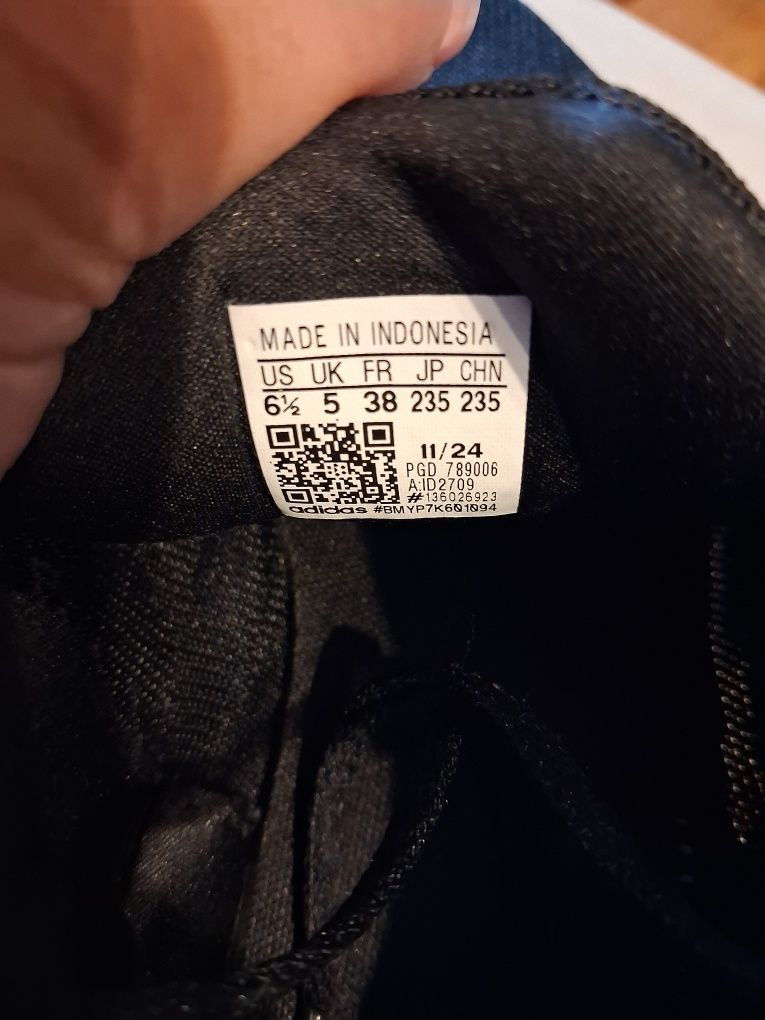 MADE IN INDONESIA
US UK FR JP CHN
6½ 5 38 235 235
11/24
PGD 789006
A:ID2709
#136026923
adidas #BMYP7K601094